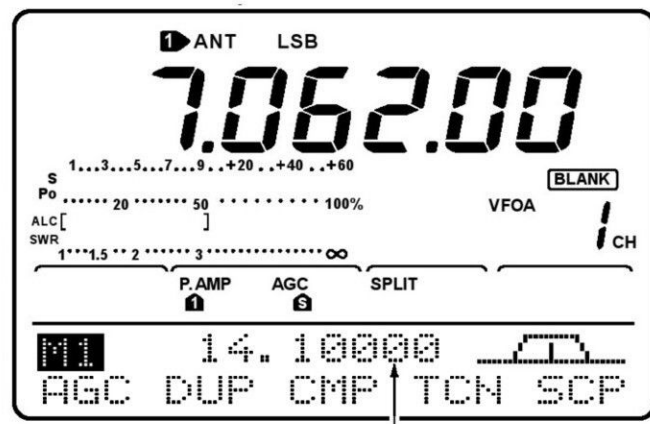 1 ANT LSB
7.062.00
S 1...3...5...7...9..+20..+40..+60
BLANK
Po 20 50 100%
VFOA 1 CH
ALC [ ]
SWR 1 1.5 2 3 ∞
P.AMP AGC SPLIT
1 S
M1 14.10000
AGC DUP CMP TCN SCP